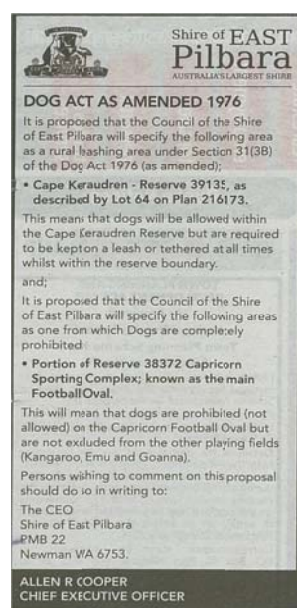 Shire of EAST
Pilbara
AUSTRALIA'S LARGEST SHIRE
DOG ACT AS AMENDED 1976
It is proposed that the Council of the Shire
of East Pilbara will specify the following area
as a rural leashing area under Section 31(3B)
of the Dog Act 1976 (as amended);
• Cape Keraudren - Reserve 39135, as
described by Lot 64 on Plan 216173.
This means that dogs will be allowed within
the Cape Keraudren Reserve but are required
to be kept on a leash or tethered at all times
whilst within the reserve boundary.
and;
It is proposed that the Council of the Shire
of East Pilbara will specify the following areas
as one from which Dogs are completely
prohibited
• Portion of Reserve 38372 Capricorn
Sporting Complex; known as the main
Football Oval.
This will mean that dogs are prohibited (not
allowed) on the Capricorn Football Oval but
are not excluded from the other playing fields
(Kangaroo, Emu and Goanna).
Persons wishing to comment on this proposal
should do so in writing to:
The CEO
Shire of East Pilbara
PMB 22
Newman WA 6753.
ALLEN R COOPER
CHIEF EXECUTIVE OFFICER